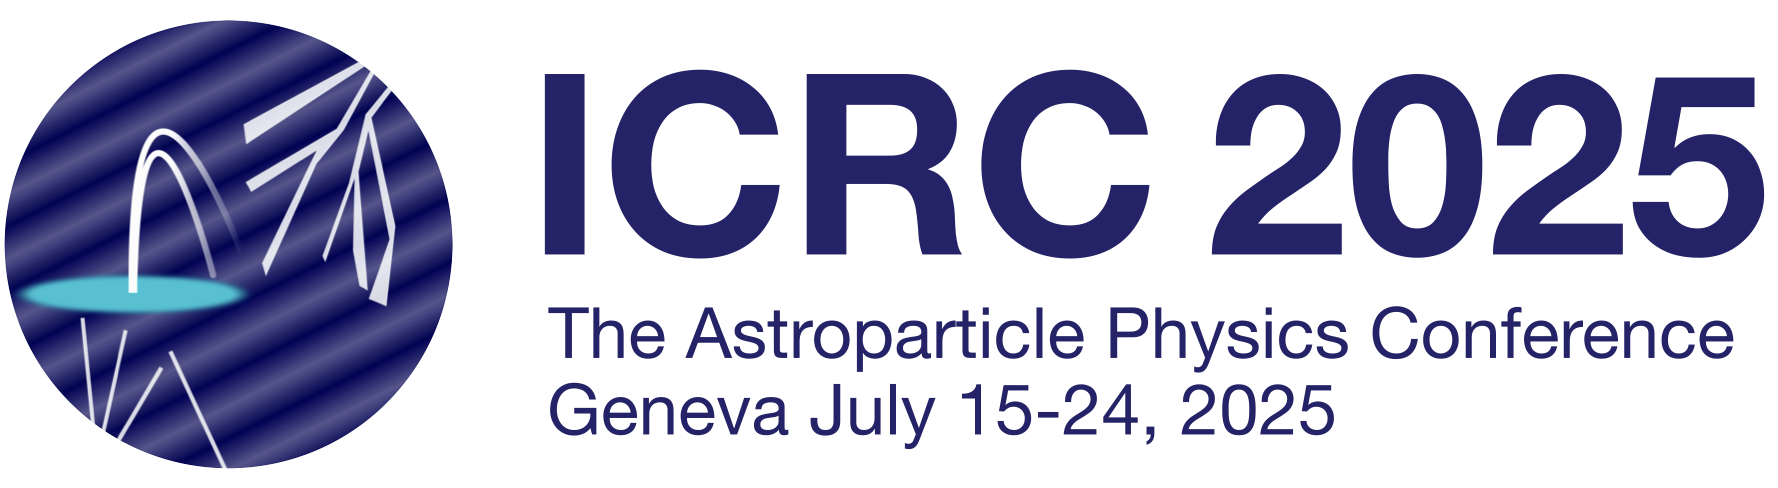 ICRC 2025
The Astroparticle Physics Conference
Geneva July 15-24, 2025